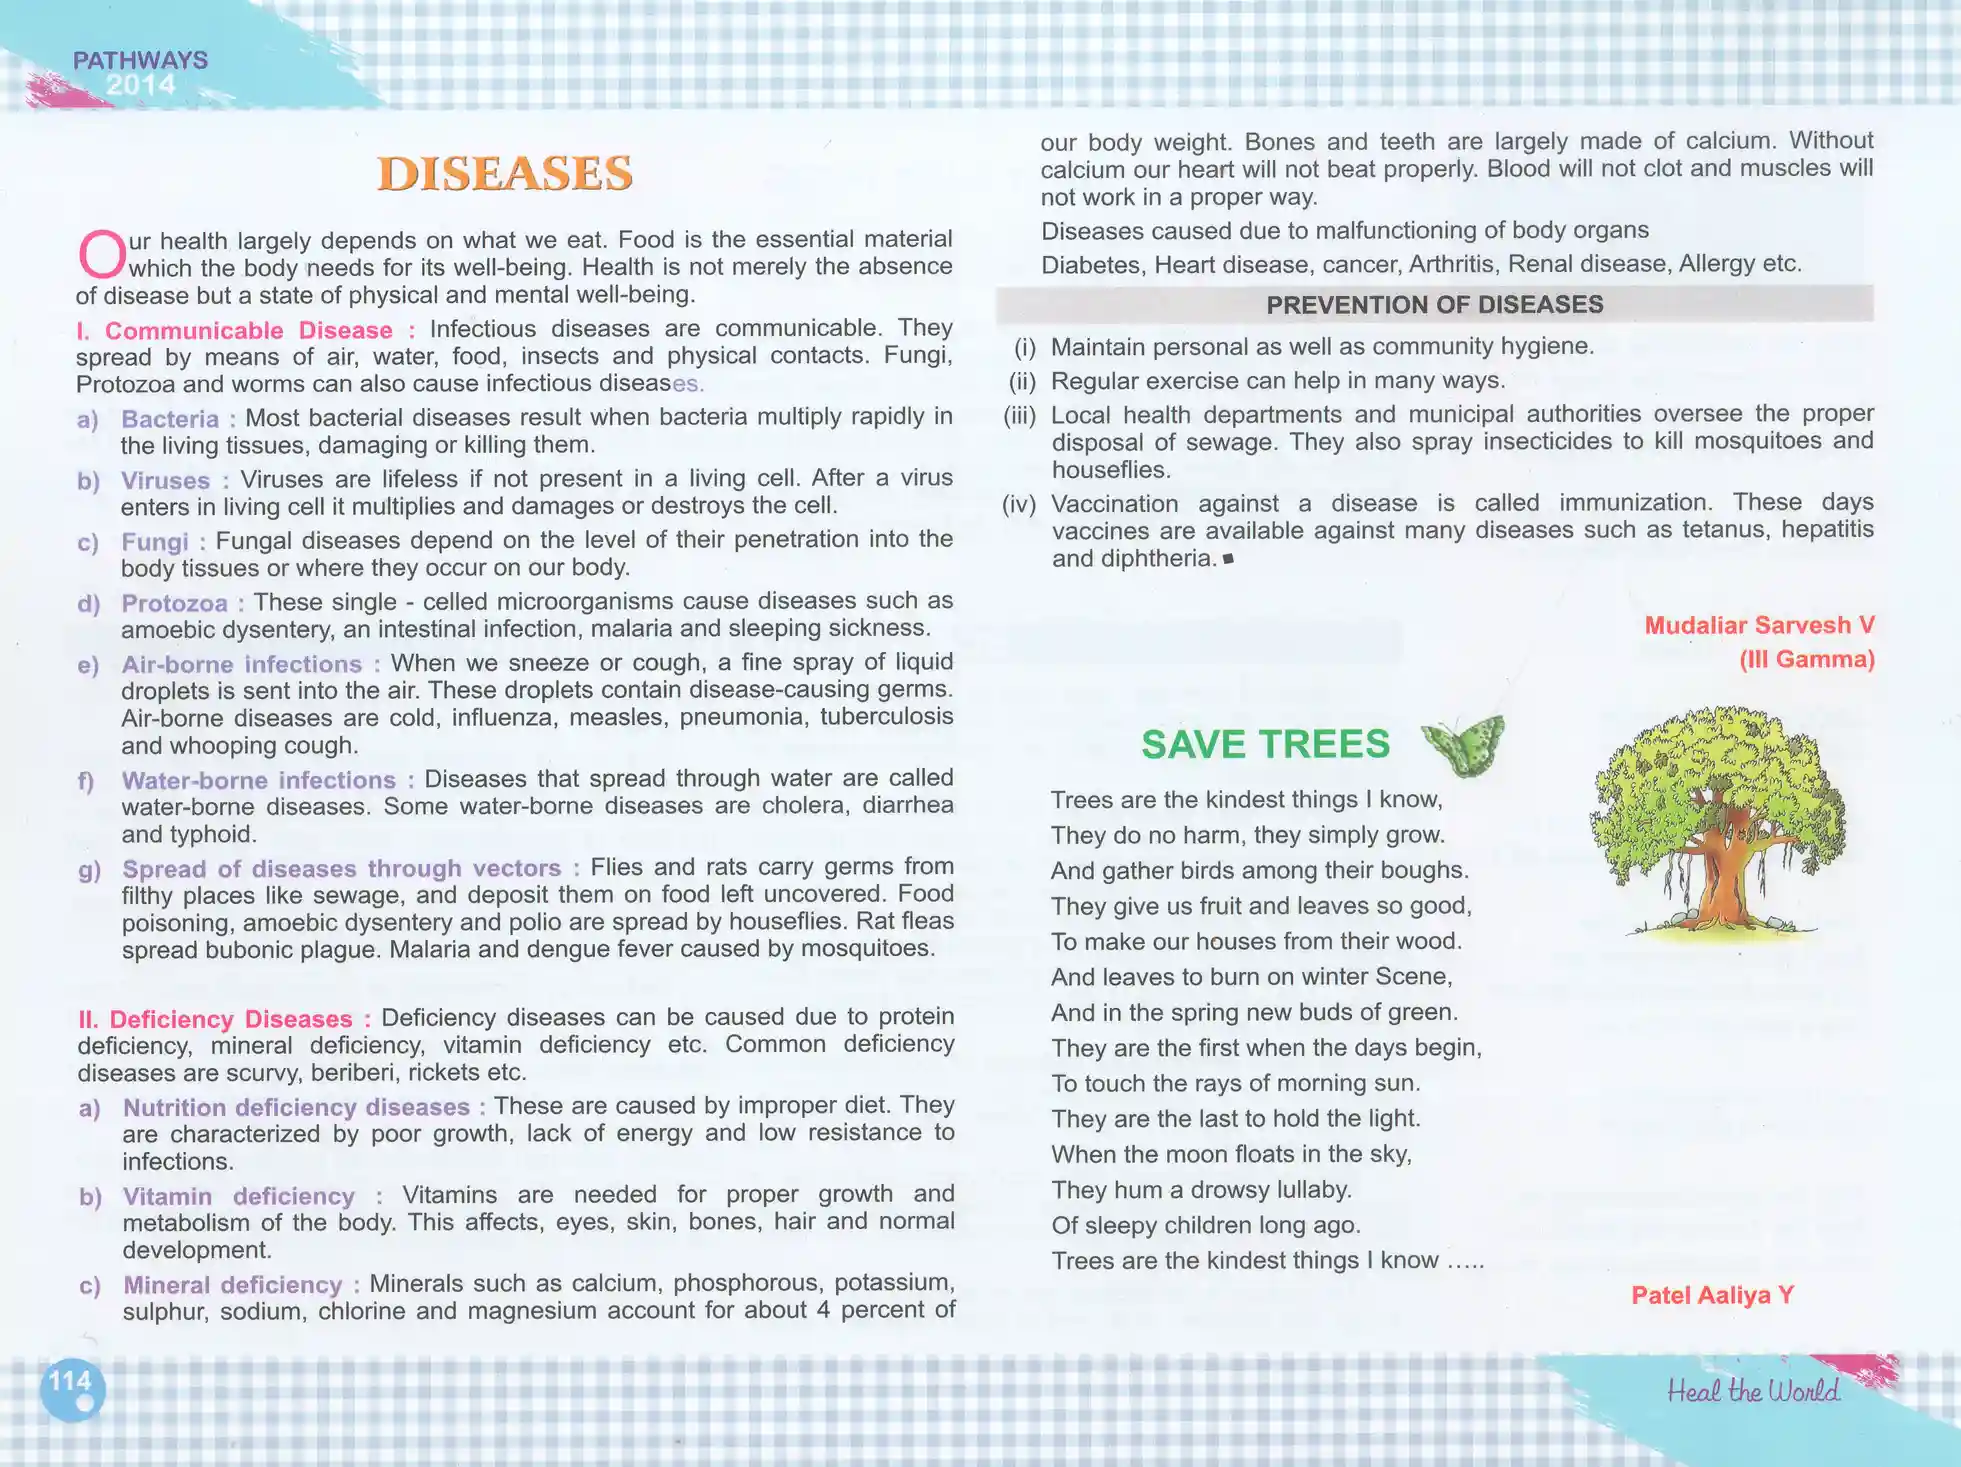 PATHWAYS
2014
DISEASES
Our health largely depends on what we eat. Food is the essential material
which the body needs for its well-being. Health is not merely the absence
of disease but a state of physical and mental well-being.
I. Communicable Disease : Infectious diseases are communicable. They
spread by means of air, water, food, insects and physical contacts. Fungi,
Protozoa and worms can also cause infectious diseases.
a) Bacteria : Most bacterial diseases result when bacteria multiply rapidly in
the living tissues, damaging or killing them.
b) Viruses : Viruses are lifeless if not present in a living cell. After a virus
enters in living cell it multiplies and damages or destroys the cell.
c) Fungi : Fungal diseases depend on the level of their penetration into the
body tissues or where they occur on our body.
d) Protozoa : These single - celled microorganisms cause diseases such as
amoebic dysentery, an intestinal infection, malaria and sleeping sickness.
e) Air-borne infections : When we sneeze or cough, a fine spray of liquid
droplets is sent into the air. These droplets contain disease-causing germs.
Air-borne diseases are cold, influenza, measles, pneumonia, tuberculosis
and whooping cough.
f) Water-borne infections : Diseases that spread through water are called
water-borne diseases. Some water-borne diseases are cholera, diarrhea
and typhoid.
g) Spread of diseases through vectors : Flies and rats carry germs from
filthy places like sewage, and deposit them on food left uncovered. Food
poisoning, amoebic dysentery and polio are spread by houseflies. Rat fleas
spread bubonic plague. Malaria and dengue fever caused by mosquitoes.
II. Deficiency Diseases : Deficiency diseases can be caused due to protein
deficiency, mineral deficiency, vitamin deficiency etc. Common deficiency
diseases are scurvy, beriberi, rickets etc.
a) Nutrition deficiency diseases : These are caused by improper diet. They
are characterized by poor growth, lack of energy and low resistance to
infections.
b) Vitamin deficiency : Vitamins are needed for proper growth and
metabolism of the body. This affects, eyes, skin, bones, hair and normal
development.
c) Mineral deficiency : Minerals such as calcium, phosphorous, potassium,
sulphur, sodium, chlorine and magnesium account for about 4 percent of
our body weight. Bones and teeth are largely made of calcium. Without
calcium our heart will not beat properly. Blood will not clot and muscles will
not work in a proper way.
Diseases caused due to malfunctioning of body organs
Diabetes, Heart disease, cancer, Arthritis, Renal disease, Allergy etc.
PREVENTION OF DISEASES
(i) Maintain personal as well as community hygiene.
(ii) Regular exercise can help in many ways.
(iii) Local health departments and municipal authorities oversee the proper
disposal of sewage. They also spray insecticides to kill mosquitoes and
houseflies.
(iv) Vaccination against a disease is called immunization. These days
vaccines are available against many diseases such as tetanus, hepatitis
and diphtheria. ■
Mudaliar Sarvesh V
(III Gamma)
SAVE TREES
Trees are the kindest things I know,
They do no harm, they simply grow.
And gather birds among their boughs.
They give us fruit and leaves so good,
To make our houses from their wood.
And leaves to burn on winter Scene,
And in the spring new buds of green.
They are the first when the days begin,
To touch the rays of morning sun.
They are the last to hold the light.
When the moon floats in the sky,
They hum a drowsy lullaby.
Of sleepy children long ago.
Trees are the kindest things I know .....
Patel Aaliya Y
114
Heal the World